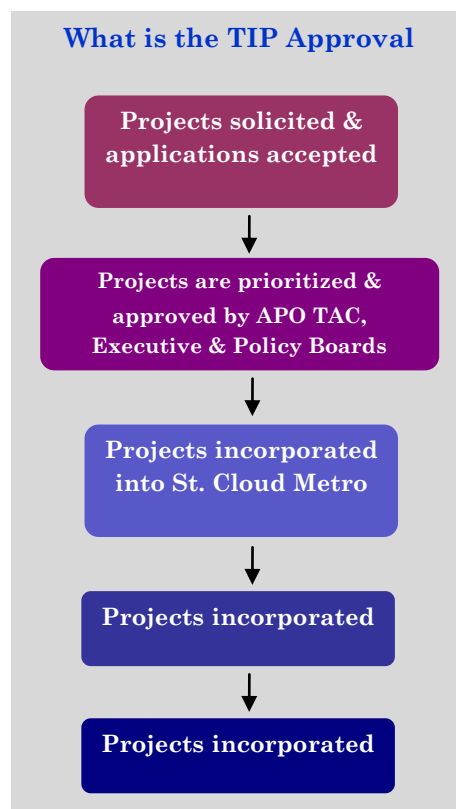 What is the TIP Approval
Projects solicited &
applications accepted
Projects are prioritized &
approved by APO TAC,
Executive & Policy Boards
Projects incorporated
into St. Cloud Metro
Projects incorporated
Projects incorporated